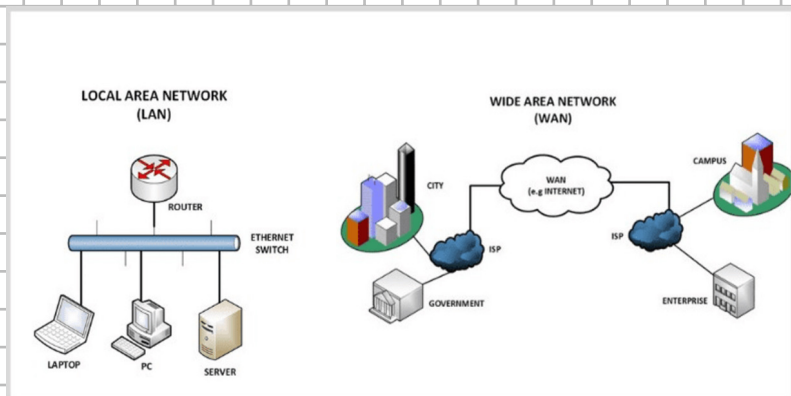 LOCAL AREA NETWORK
(LAN)
ROUTER
ETHERNET
SWITCH
LAPTOP
PC
SERVER
WIDE AREA NETWORK
(WAN)
CITY
WAN
(e.g INTERNET)
CAMPUS
ISP
ISP
GOVERNMENT
ENTERPRISE